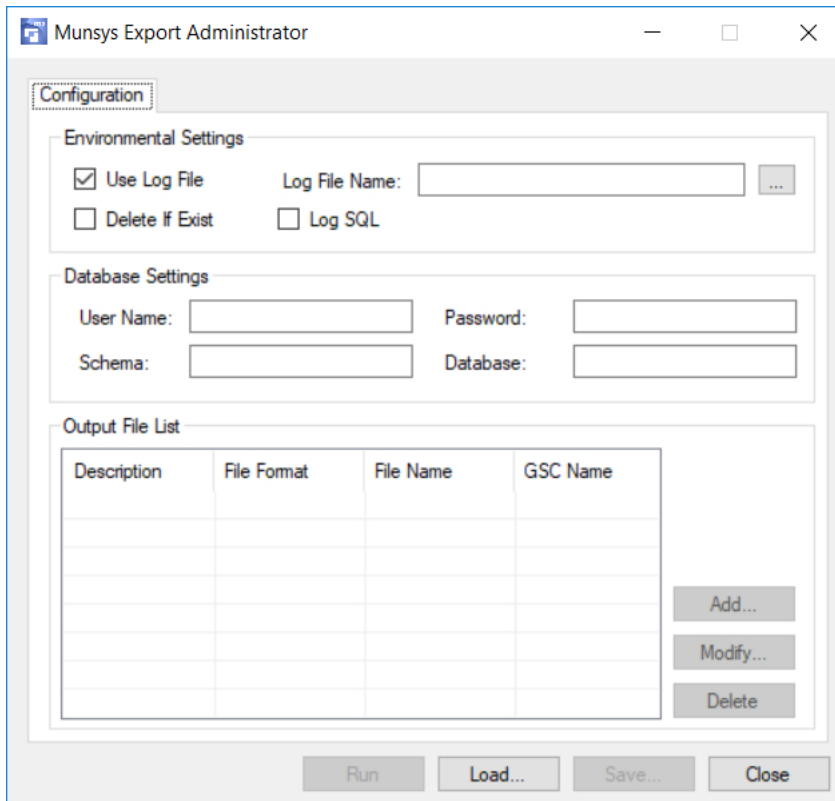 Munsys Export Administrator
Configuration
Environmental Settings
Use Log File Log File Name: ...
Delete If Exist Log SQL
Database Settings
User Name: Password:
Schema: Database:
Output File List
Description File Format File Name GSC Name
Add...
Modify...
Delete
Run Load... Save... Close